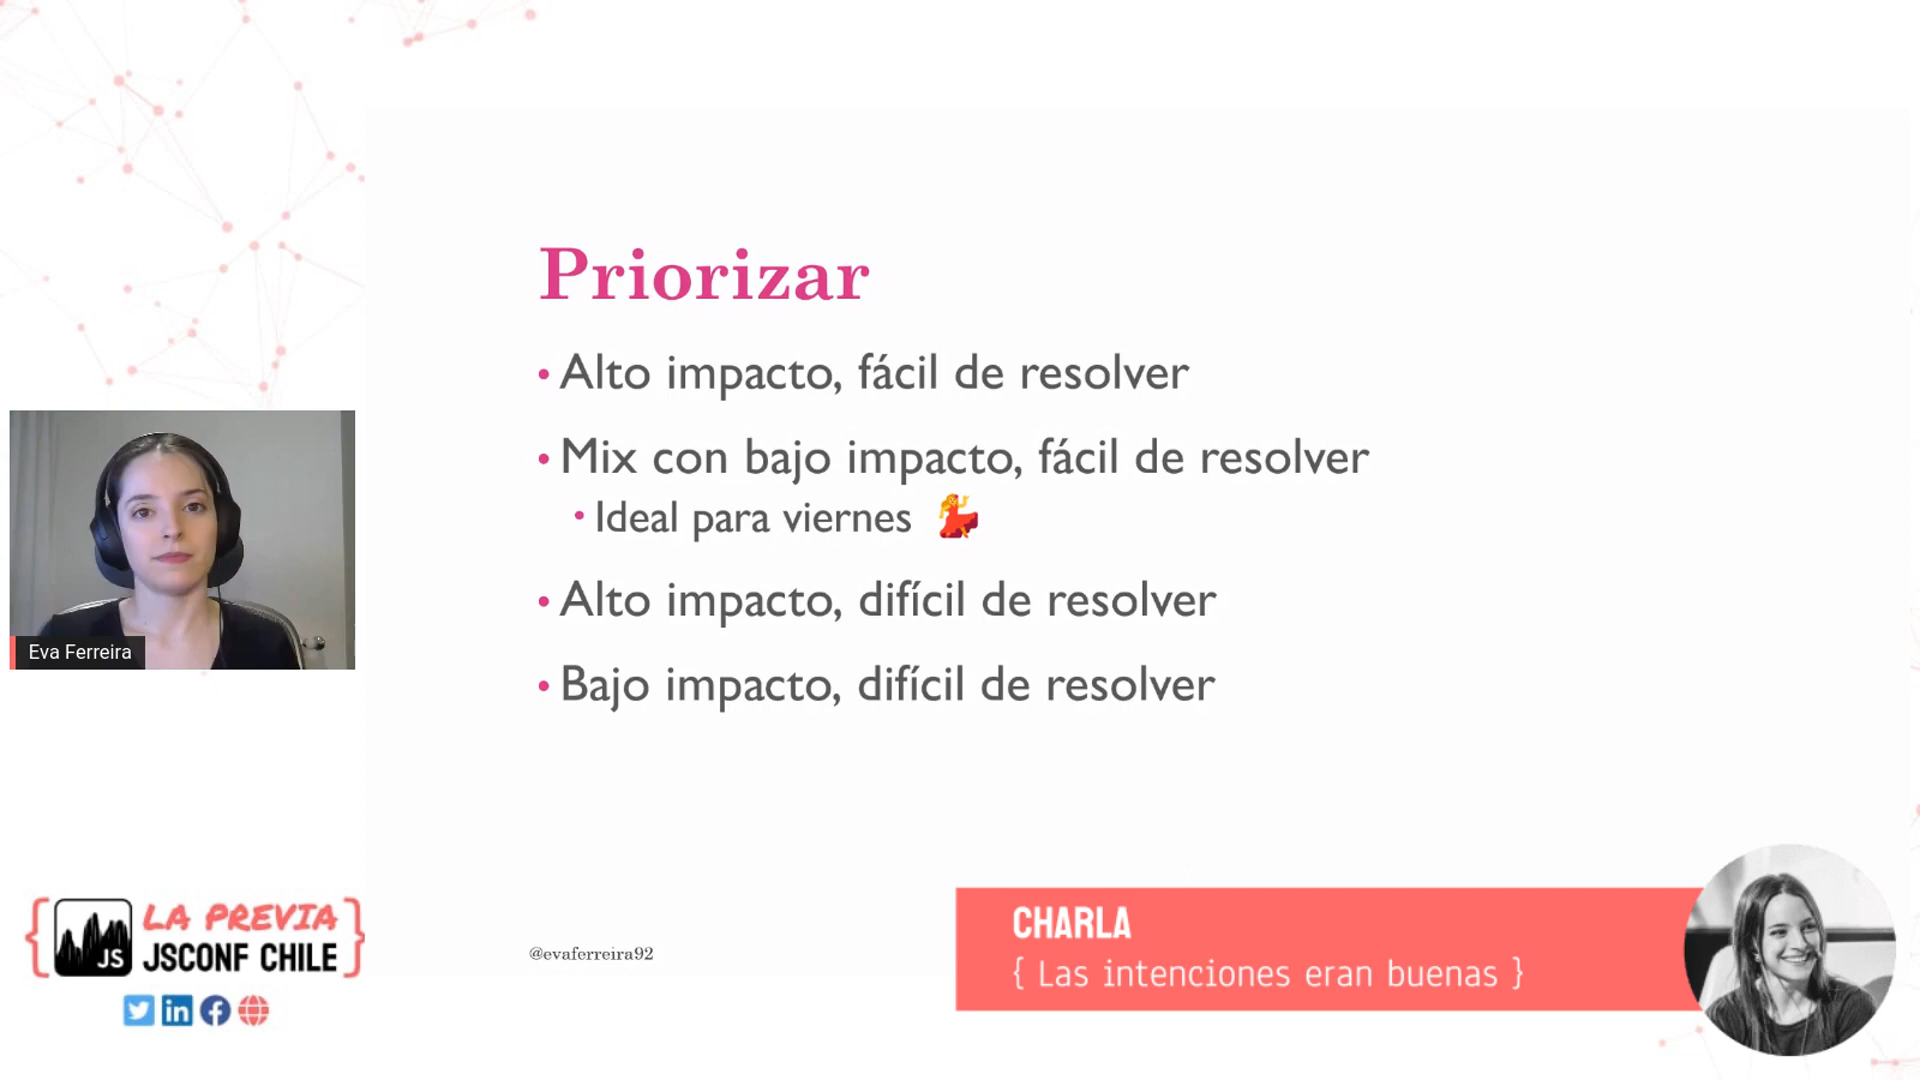 Priorizar
• Alto impacto, fácil de resolver
• Mix con bajo impacto, fácil de resolver
• Ideal para viernes 💃
• Alto impacto, difícil de resolver
• Bajo impacto, difícil de resolver
Eva Ferreira
{ JS LA PREVIA
JSCONF CHILE }
@evaferreira92
CHARLA
{ Las intenciones eran buenas }